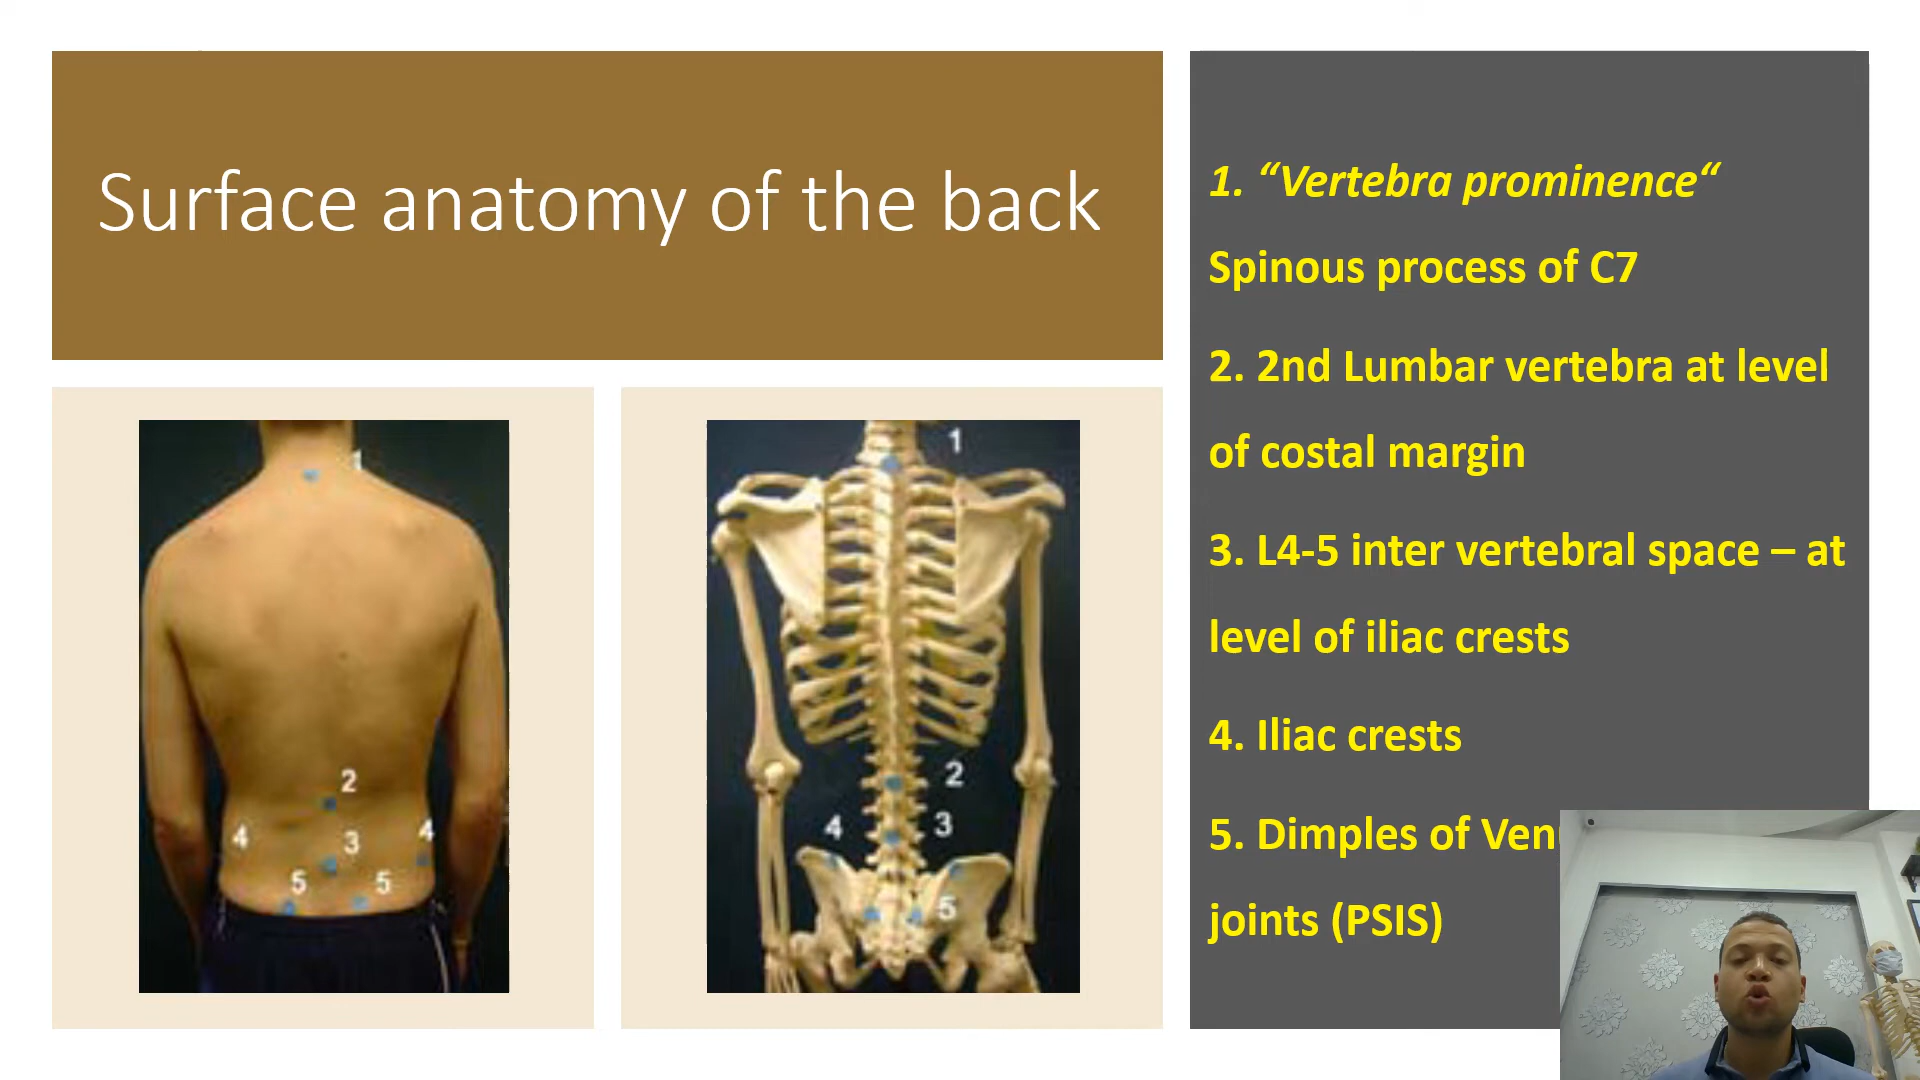 Surface anatomy of the back
1. “Vertebra prominence“
Spinous process of C7
2. 2nd Lumbar vertebra at level
of costal margin
3. L4-5 inter vertebral space – at
level of iliac crests
4. Iliac crests
5. Dimples of
joints (PSIS)
1
2
4
4
3
5
5
1
2
4
3
5